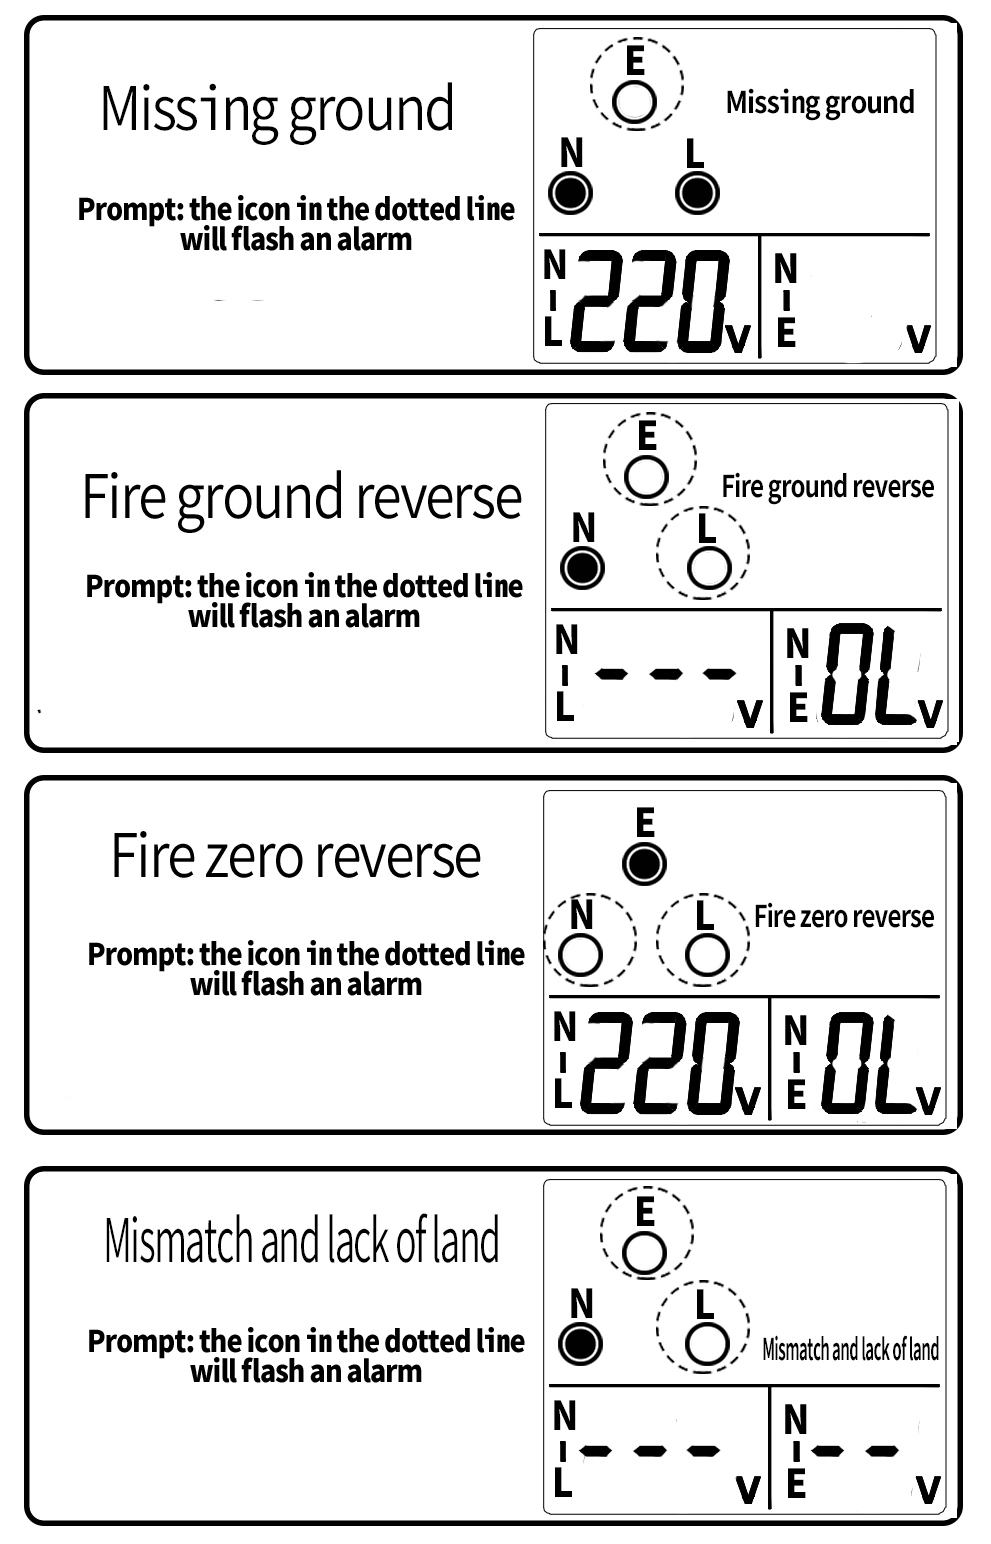 Missing ground
Prompt: the icon in the dotted line
will flash an alarm
E
Missing ground
N L
N
I
L
220 V
N
I
E
V
Fire ground reverse
Prompt: the icon in the dotted line
will flash an alarm
E
Fire ground reverse
N L
N
I
L
- - - V
N
I
E
OL V
Fire zero reverse
Prompt: the icon in the dotted line
will flash an alarm
E
N L
Fire zero reverse
N
I
L
220 V
N
I
E
OL V
Mismatch and lack of land
Prompt: the icon in the dotted line
will flash an alarm
E
N L
Mismatch and lack of land
N
I
L
- - - V
N
I
E
- - V